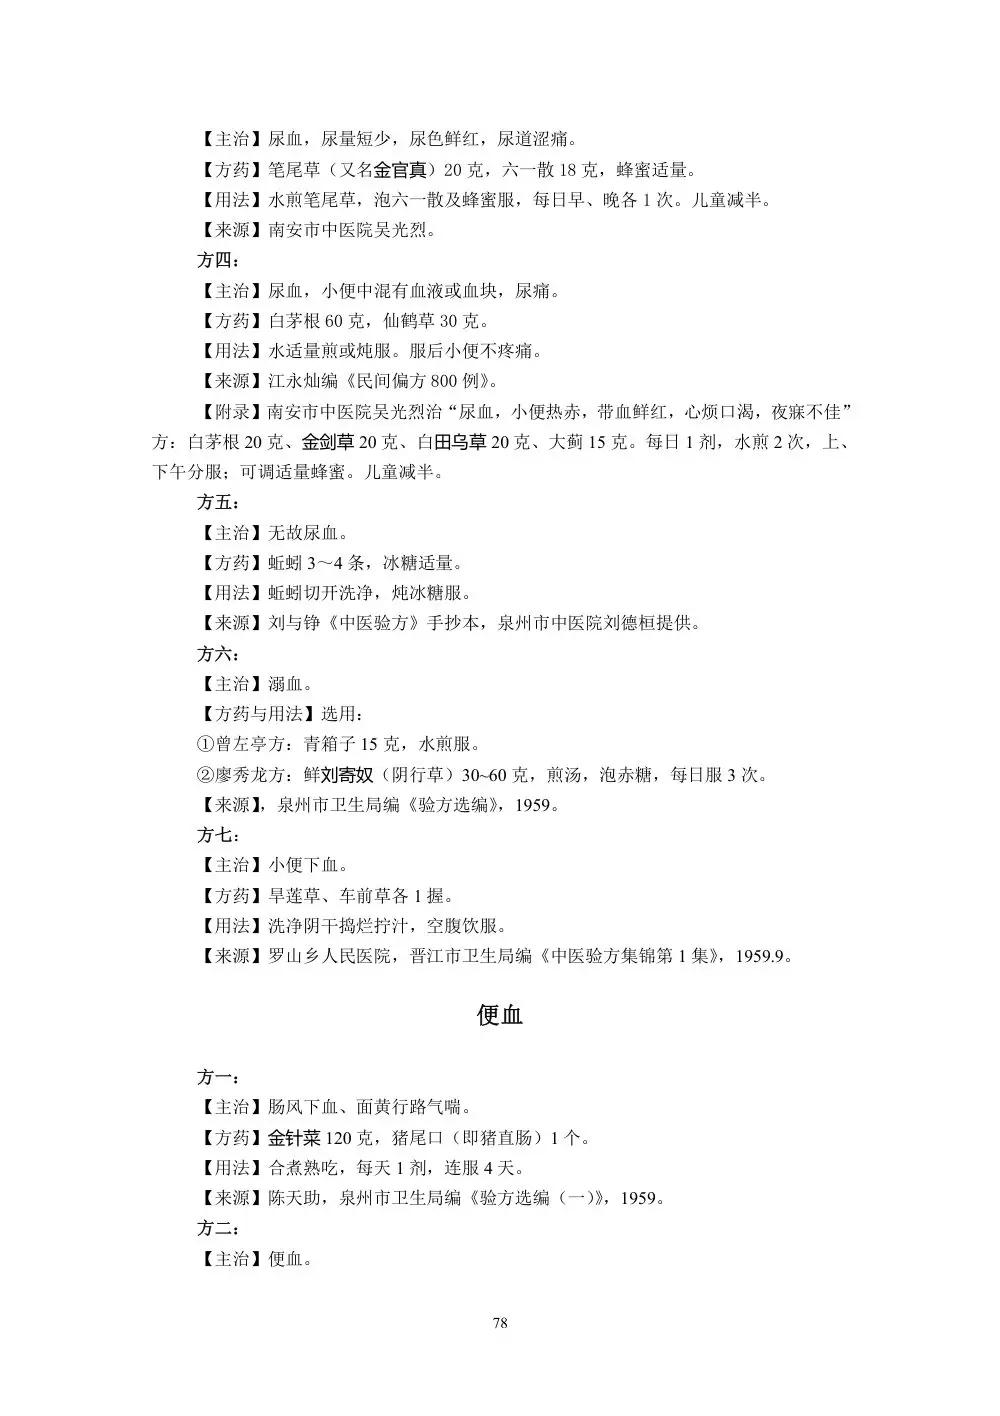 【主治】尿血，尿量短少，尿色鲜红，尿道涩痛。
【方药】笔尾草（又名金官真）20 克，六一散 18 克，蜂蜜适量。
【用法】水煎笔尾草，泡六一散及蜂蜜服，每日早、晚各 1 次。儿童减半。
【来源】南安市中医院吴光烈。
方四：
【主治】尿血，小便中混有血液或血块，尿痛。
【方药】白茅根 60 克，仙鹤草 30 克。
【用法】水适量煎或炖服。服后小便不疼痛。
【来源】江永灿编《民间偏方 800 例》。
【附录】南安市中医院吴光烈治“尿血，小便热赤，带血鲜红，心烦口渴，夜寐不佳”
方：白茅根 20 克、金剑草 20 克、白田乌草 20 克、大蓟 15 克。每日 1 剂，水煎 2 次，上、
下午分服；可调适量蜂蜜。儿童减半。
方五：
【主治】无故尿血。
【方药】蚯蚓 3～4 条，冰糖适量。
【用法】蚯蚓切开洗净，炖冰糖服。
【来源】刘与铮《中医验方》手抄本，泉州市中医院刘德桓提供。
方六：
【主治】溺血。
【方药与用法】选用：
①曾左亭方：青箱子 15 克，水煎服。
②廖秀龙方：鲜刘寄奴（阴行草）30~60 克，煎汤，泡赤糖，每日服 3 次。
【来源】，泉州市卫生局编《验方选编》，1959。
方七：
【主治】小便下血。
【方药】旱莲草、车前草各 1 握。
【用法】洗净阴干捣烂拧汁，空腹饮服。
【来源】罗山乡人民医院，晋江市卫生局编《中医验方集锦第 1 集》，1959.9。
便血
方一：
【主治】肠风下血、面黄行路气喘。
【方药】金针菜 120 克，猪尾口（即猪直肠）1 个。
【用法】合煮熟吃，每天 1 剂，连服 4 天。
【来源】陈天助，泉州市卫生局编《验方选编（一）》，1959。
方二：
【主治】便血。
78